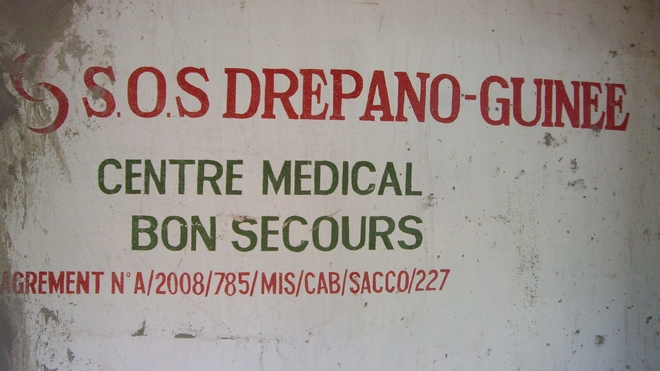 S.O.S DREPANO-GUINEE
CENTRE MEDICAL
BON SECOURS
AGREMENT N°A/2008/785/MIS/CAB/SACCO/227